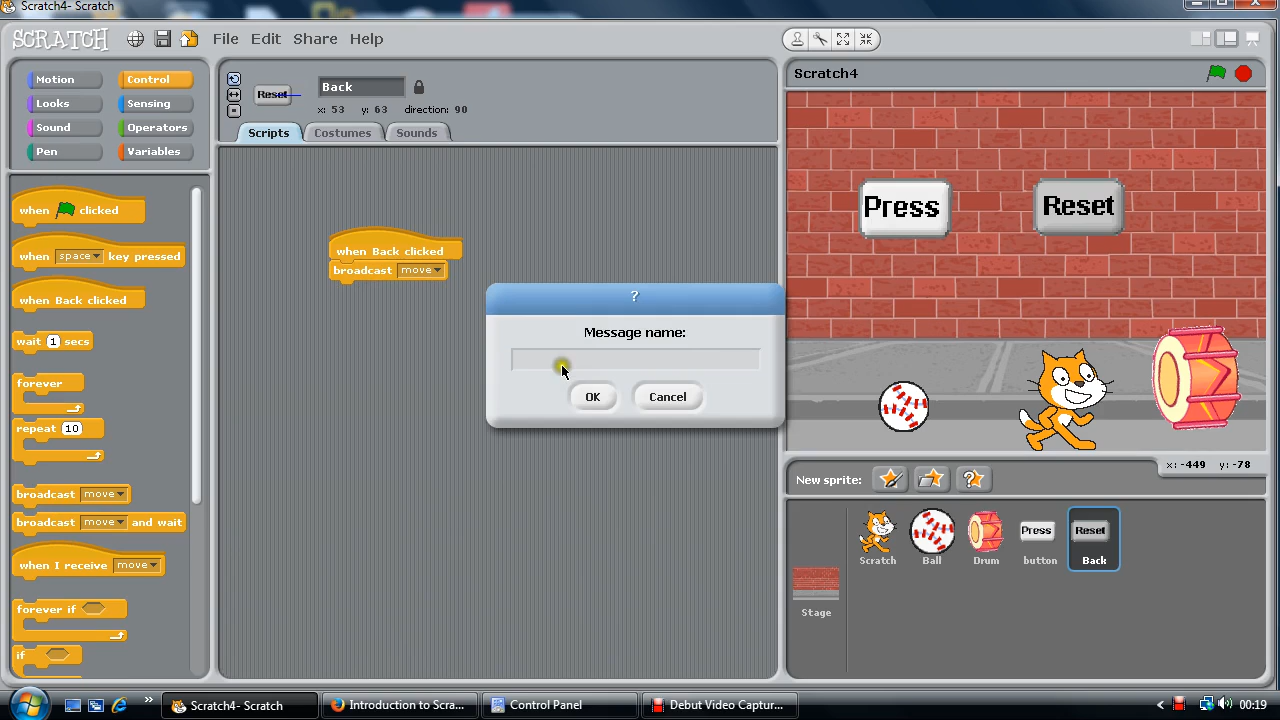 Scratch4- Scratch
SCRATCH
File Edit Share Help
Motion Control
Looks Sensing
Sound Operators
Pen Variables
Reset
Back
x: 53 y: 63 direction: 90
Scripts Costumes Sounds
when clicked
when space key pressed
when Back clicked
wait 1 secs
forever
repeat 10
broadcast move
broadcast move and wait
when I receive move
forever if
if
when Back clicked
broadcast move
?
Message name:
OK Cancel
Scratch4
Press Reset
x: -449 y: -78
New sprite:
Press Reset
Scratch Ball Drum button Back
Stage
Scratch4- Scratch
Introduction to Scra...
Control Panel
Debut Video Captur...
00:19